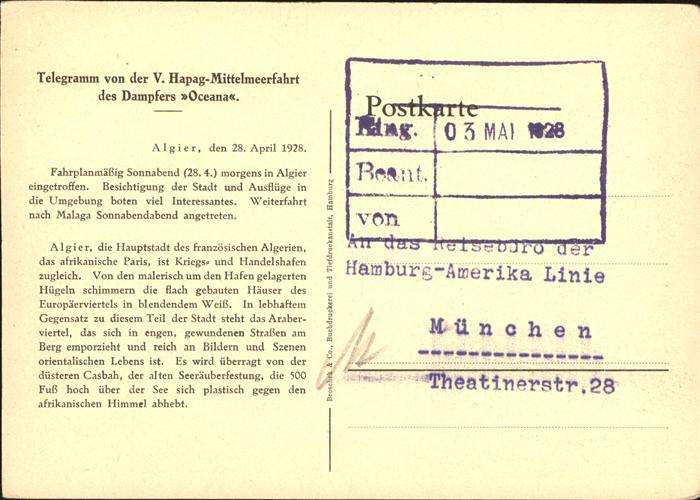 Telegramm von der V. Hapag-Mittelmeerfahrt
des Dampfers »Oceana«.
Algier, den 28. April 1928.
Fahrplanmäßig Sonnabend (28. 4.) morgens in Algier
eingetroffen. Besichtigung der Stadt und Ausflüge in
die Umgebung boten viel Interessantes. Weiterfahrt
nach Malaga Sonnabendabend angetreten.
Algier, die Hauptstadt des französischen Algerien,
das afrikanische Paris, ist Kriegs- und Handelshafen
zugleich. Von den malerisch um den Hafen gelagerten
Hügeln schimmern die flach gebauten Häuser des
Europäerviertels in blendendem Weiß. In lebhaftem
Gegensatz zu diesem Teil der Stadt steht das Araber-
viertel, das sich in engen, gewundenen Straßen am
Berg emporzieht und reich an Bildern und Szenen
orientalischen Lebens ist. Es wird überragt von der
düsteren Casbah, der alten Seeräuberfestung, die 500
Fuß hoch über der See sich plastisch gegen den
afrikanischen Himmel abhebt.
Broschek & Co., Buchdruckerei und Tiefdruckanstalt, Hamburg
Postkarte
Eing. 03 MAI 1928
Beant.
von
An das Reisebüro der
Hamburg-Amerika Linie
München
Theatinerstr.28